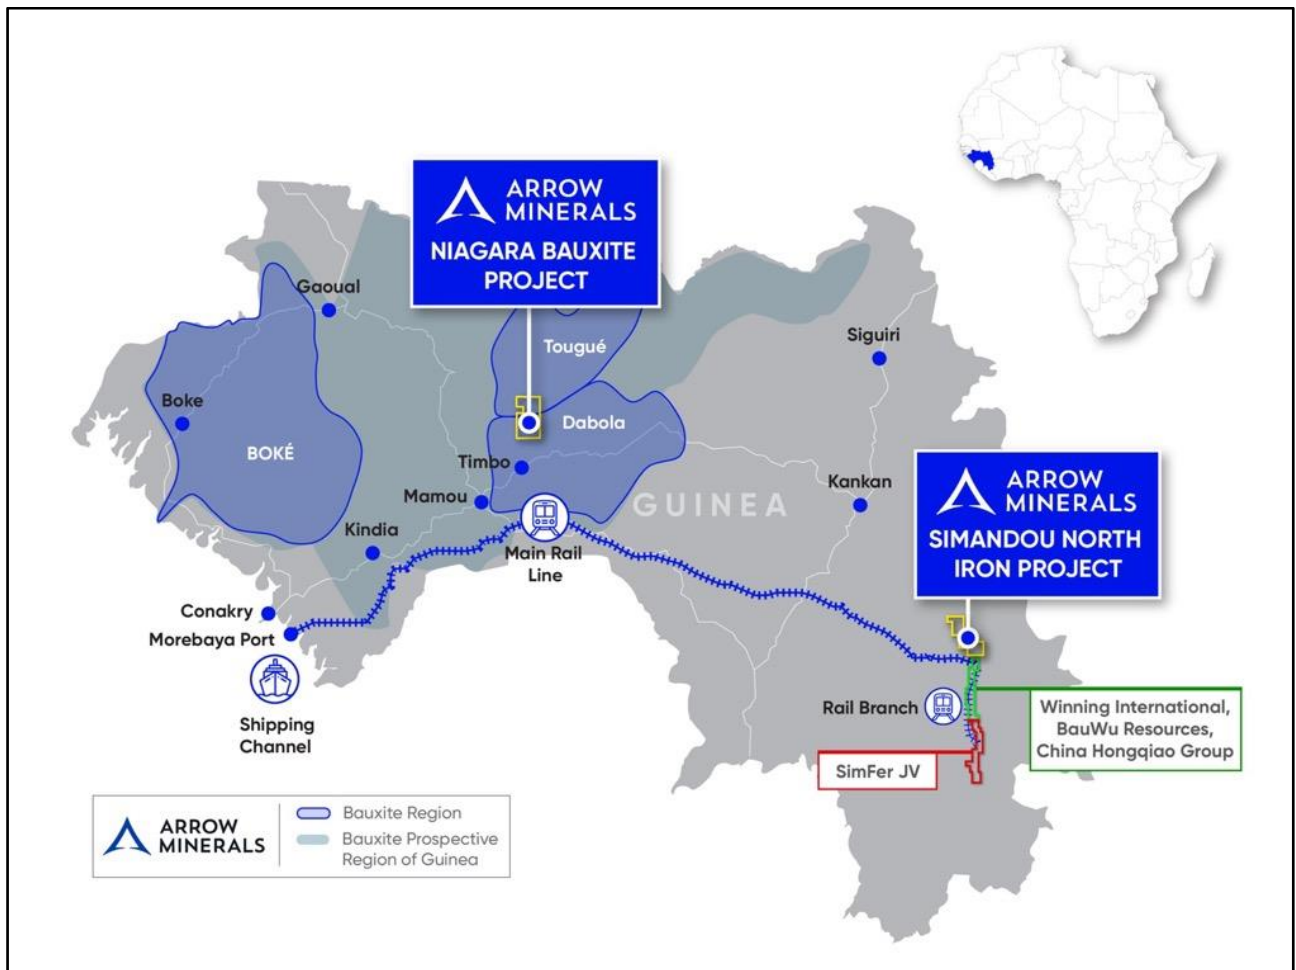 ARROW
MINERALS
NIAGARA BAUXITE
PROJECT
Gaoual
Tougué
Siguiri
Boke
Dabola
BOKÉ
Timbo
Mamou
GUINEA
Kankan
ARROW
MINERALS
SIMANDOU NORTH
IRON PROJECT
Kindia
Main Rail
Line
Conakry
Morebaya Port
Shipping
Channel
Rail Branch
Winning International,
BauWu Resources,
China Hongqiao Group
SimFer JV
ARROW
MINERALS
Bauxite Region
Bauxite Prospective
Region of Guinea